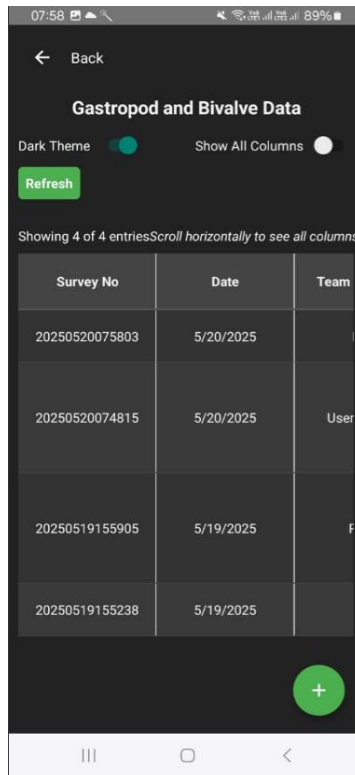 07:58 89%
Back
Gastropod and Bivalve Data
Dark Theme Show All Columns
Refresh
Showing 4 of 4 entriesScroll horizontally to see all columns
Survey No Date Team
20250520075803 5/20/2025
20250520074815 5/20/2025 User
20250519155905 5/19/2025
20250519155238 5/19/2025
+